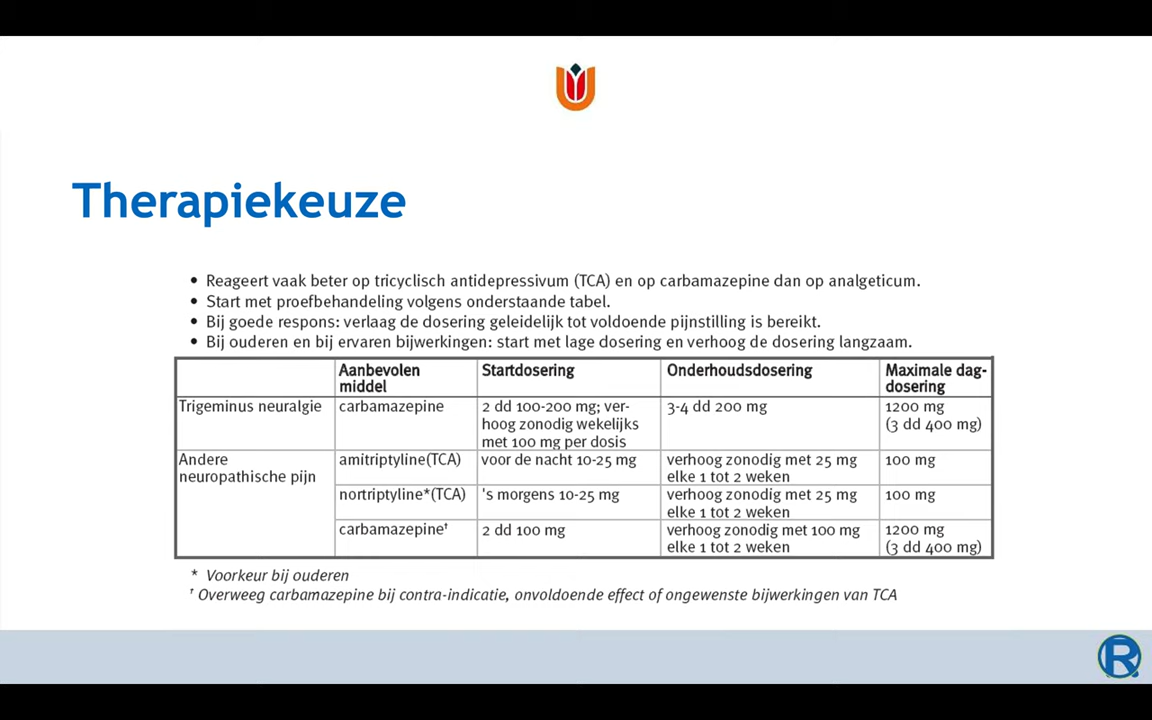 Therapiekeuze
• Reageert vaak beter op tricyclisch antidepressivum (TCA) en op carbamazepine dan op analgeticum.
• Start met proefbehandeling volgens onderstaande tabel.
• Bij goede respons: verlaag de dosering geleidelijk tot voldoende pijnstilling is bereikt.
• Bij ouderen en bij ervaren bijwerkingen: start met lage dosering en verhoog de dosering langzaam.
Aanbevolen middel
Startdosering
Onderhoudsdosering
Maximale dag-
dosering
Trigeminus neuralgie
carbamazepine
2 dd 100-200 mg; ver-
hoog zonodig wekelijks
met 100 mg per dosis
3-4 dd 200 mg
1200 mg
(3 dd 400 mg)
Andere
neuropathische pijn
amitriptyline(TCA)
voor de nacht 10-25 mg
verhoog zonodig met 25 mg
elke 1 tot 2 weken
100 mg
nortriptyline*(TCA)
's morgens 10-25 mg
verhoog zonodig met 25 mg
elke 1 tot 2 weken
100 mg
carbamazepine†
2 dd 100 mg
verhoog zonodig met 100 mg
elke 1 tot 2 weken
1200 mg
(3 dd 400 mg)
* Voorkeur bij ouderen
† Overweeg carbamazepine bij contra-indicatie, onvoldoende effect of ongewenste bijwerkingen van TCA
R